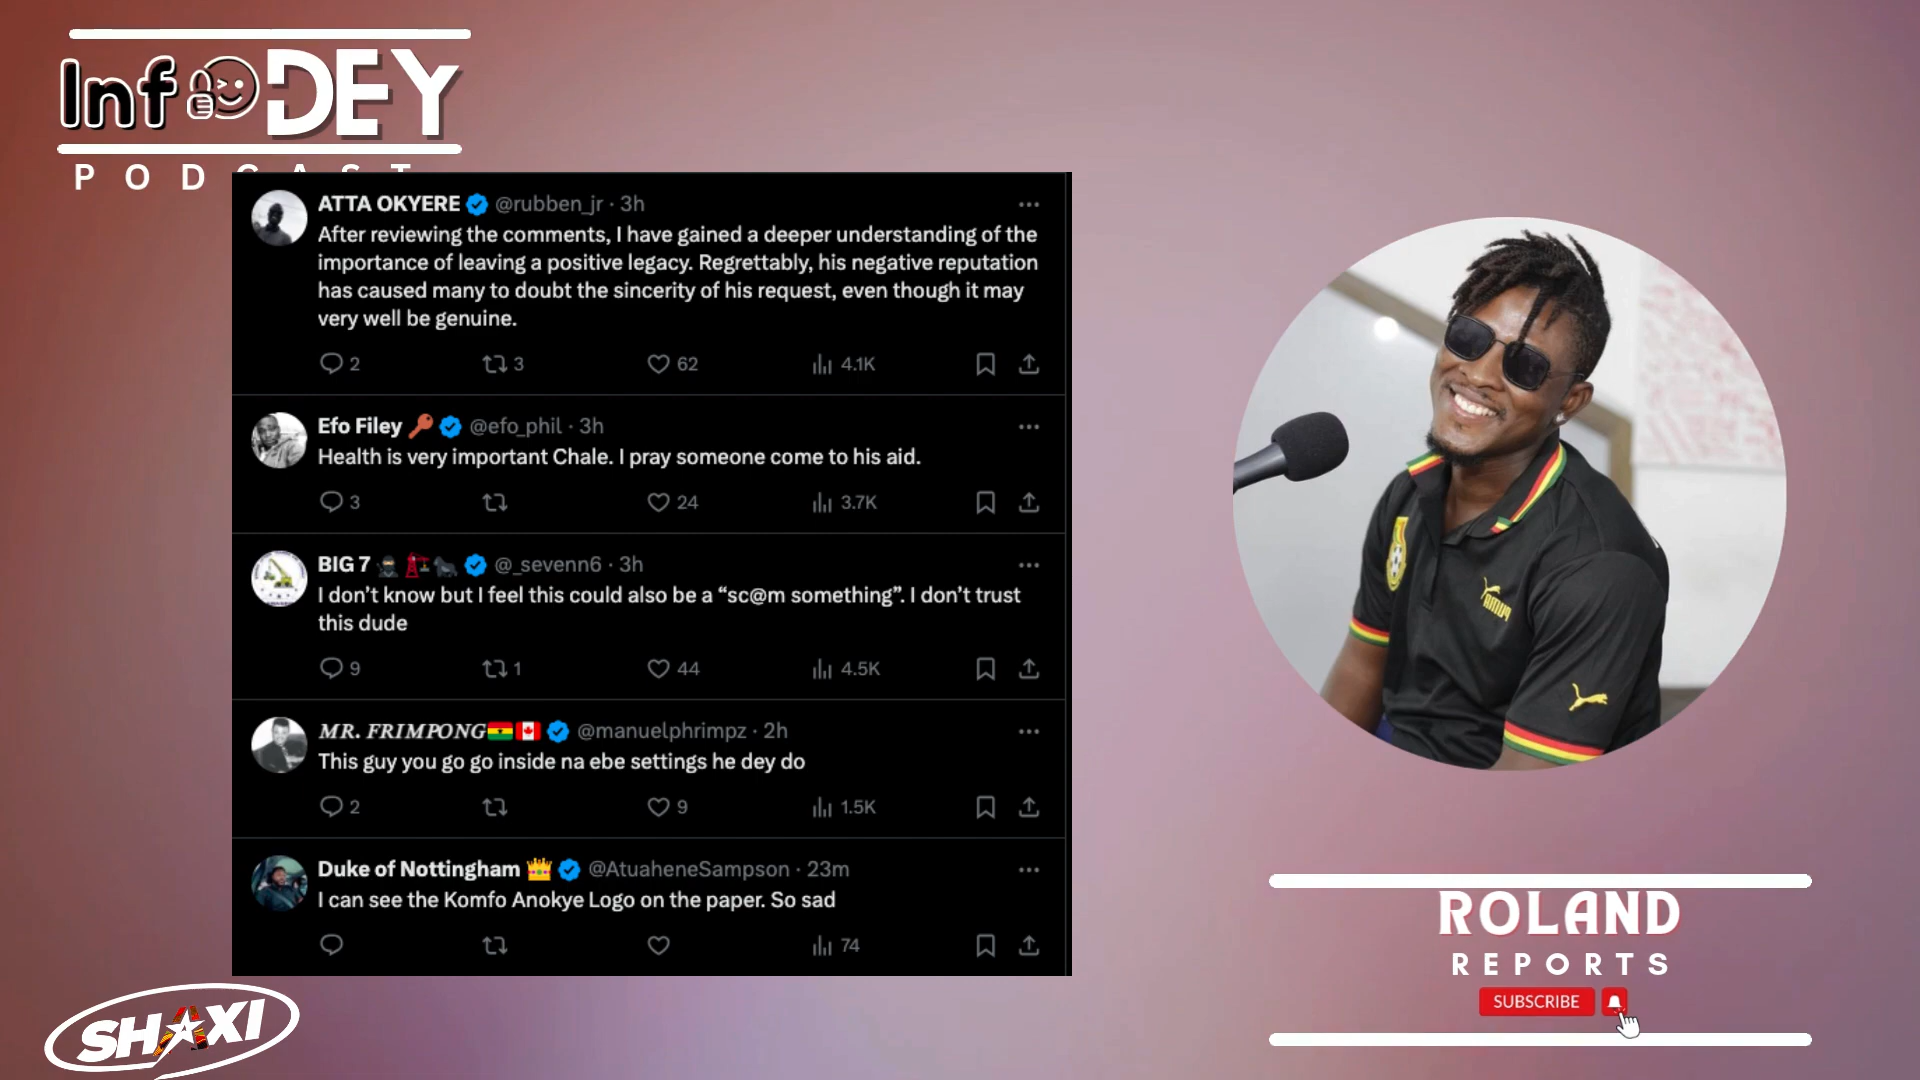 Inf DEY
PODCAST
ATTA OKYERE @rubben_jr · 3h
After reviewing the comments, I have gained a deeper understanding of the
importance of leaving a positive legacy. Regrettably, his negative reputation
has caused many to doubt the sincerity of his request, even though it may
very well be genuine.
2 3 62 4.1K
Efo Filey @efo_phil · 3h
Health is very important Chale. I pray someone come to his aid.
3 24 3.7K
BIG 7 @_sevenn6 · 3h
I don't know but I feel this could also be a “sc@m something”. I don't trust
this dude
9 1 44 4.5K
MR. FRIMPONG @manuelphrimpz · 2h
This guy you go go inside na ebe settings he dey do
2 9 1.5K
Duke of Nottingham @AtuaheneSampson · 23m
I can see the Komfo Anokye Logo on the paper. So sad
74
PUMA
ROLAND
REPORTS
SUBSCRIBE
SHAXI